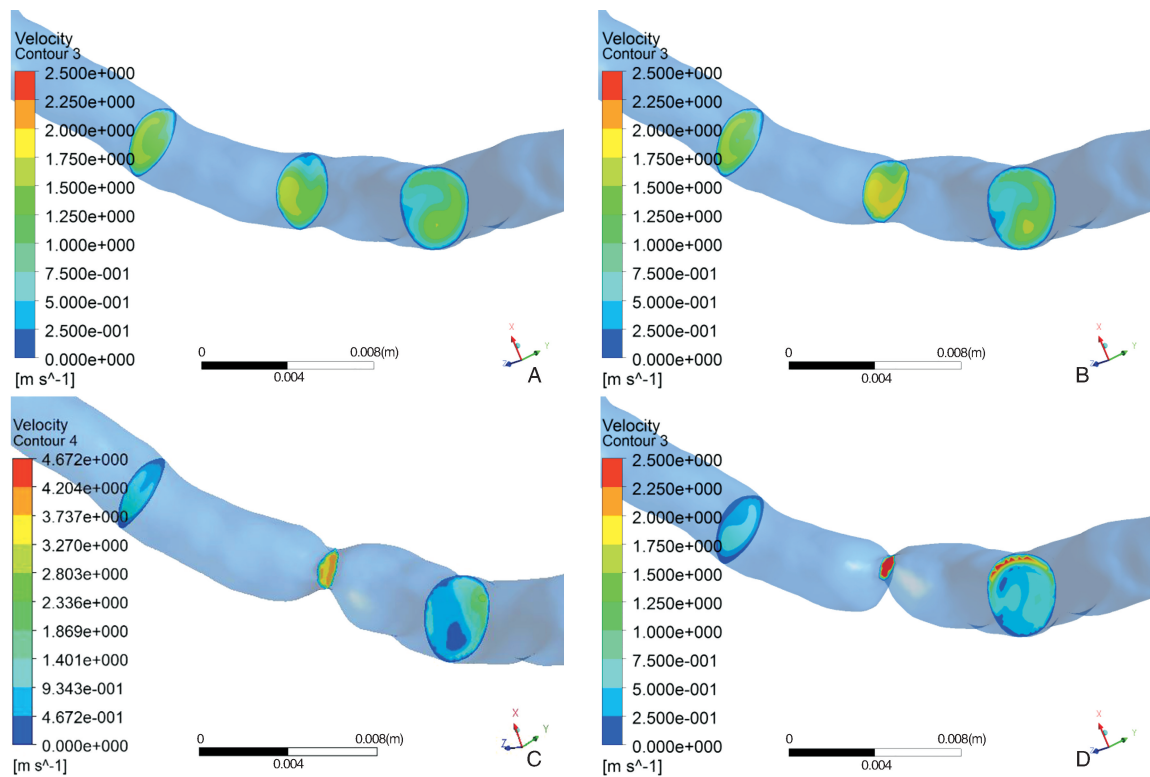 Velocity
Contour 3
2.500e+000
2.250e+000
2.000e+000
1.750e+000
1.500e+000
1.250e+000
1.000e+000
7.500e-001
5.000e-001
2.500e-001
0.000e+000
[m s^-1]
0 0.008(m)
0.004
X
Y
Z
A
Velocity
Contour 3
2.500e+000
2.250e+000
2.000e+000
1.750e+000
1.500e+000
1.250e+000
1.000e+000
7.500e-001
5.000e-001
2.500e-001
0.000e+000
[m s^-1]
0 0.008(m)
0.004
X
Y
Z
B
Velocity
Contour 4
4.672e+000
4.204e+000
3.737e+000
3.270e+000
2.803e+000
2.336e+000
1.869e+000
1.401e+000
9.343e-001
4.672e-001
0.000e+000
[m s^-1]
0 0.008(m)
0.004
X
Y
Z
C
Velocity
Contour 3
2.500e+000
2.250e+000
2.000e+000
1.750e+000
1.500e+000
1.250e+000
1.000e+000
7.500e-001
5.000e-001
2.500e-001
0.000e+000
[m s^-1]
0 0.008(m)
0.004
X
Y
Z
D